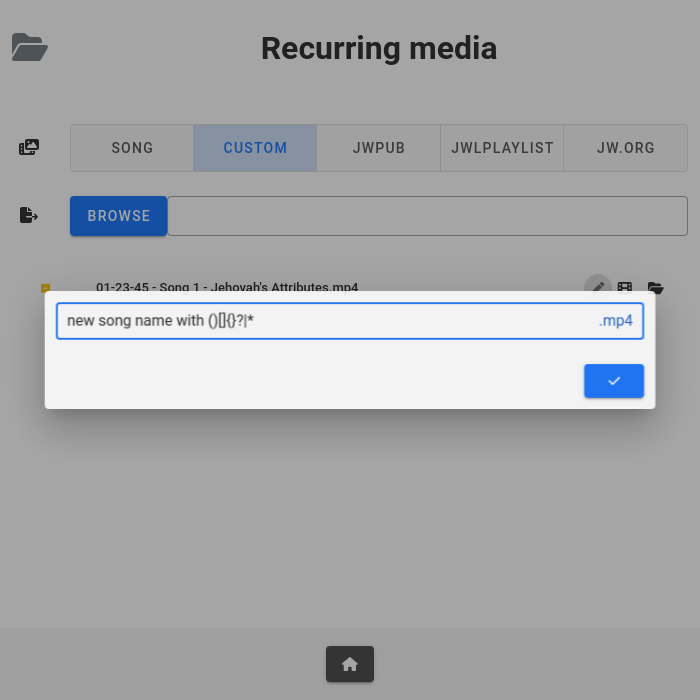 Recurring media
SONG
CUSTOM
JWPUB
JWLPLAYLIST
JW.ORG
BROWSE
01-23-45 - Song 1 - Jehovah's Attributes.mp4
new song name with ()[]{}?|*
.mp4